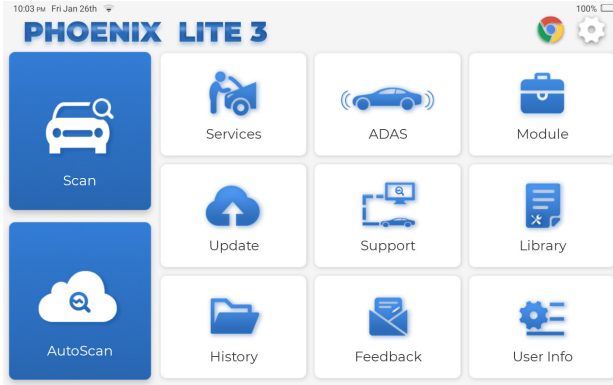 10:03 PM Fri Jan 26th 100%
PHOENIX LITE 3
Scan
Services
ADAS
Module
Update
Support
Library
AutoScan
History
Feedback
User Info